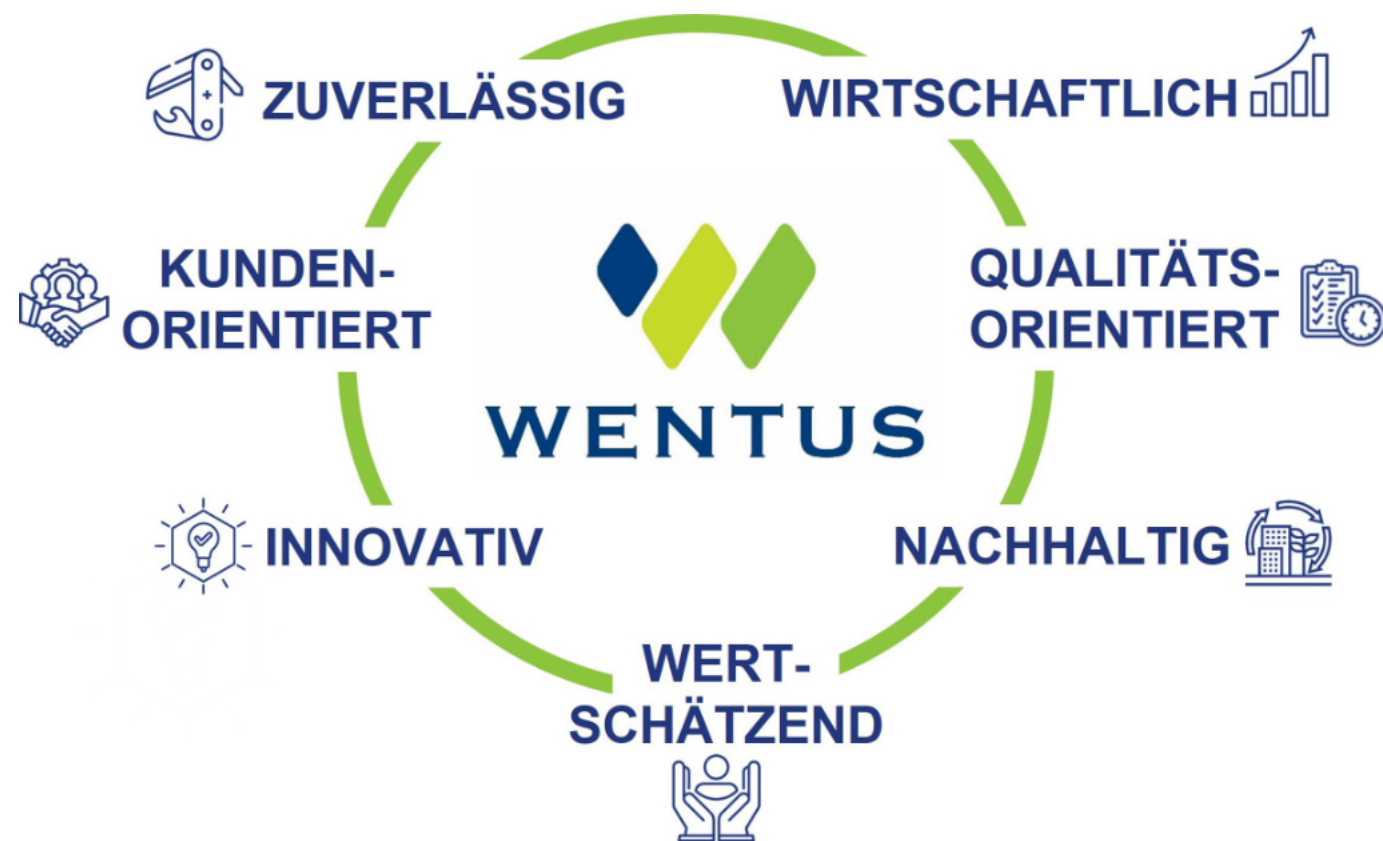 ZUVERLÄSSIG
WIRTSCHAFTLICH
KUNDEN-
ORIENTIERT
QUALITÄTS-
ORIENTIERT
WENTUS
INNOVATIV
NACHHALTIG
WERT-
SCHÄTZEND